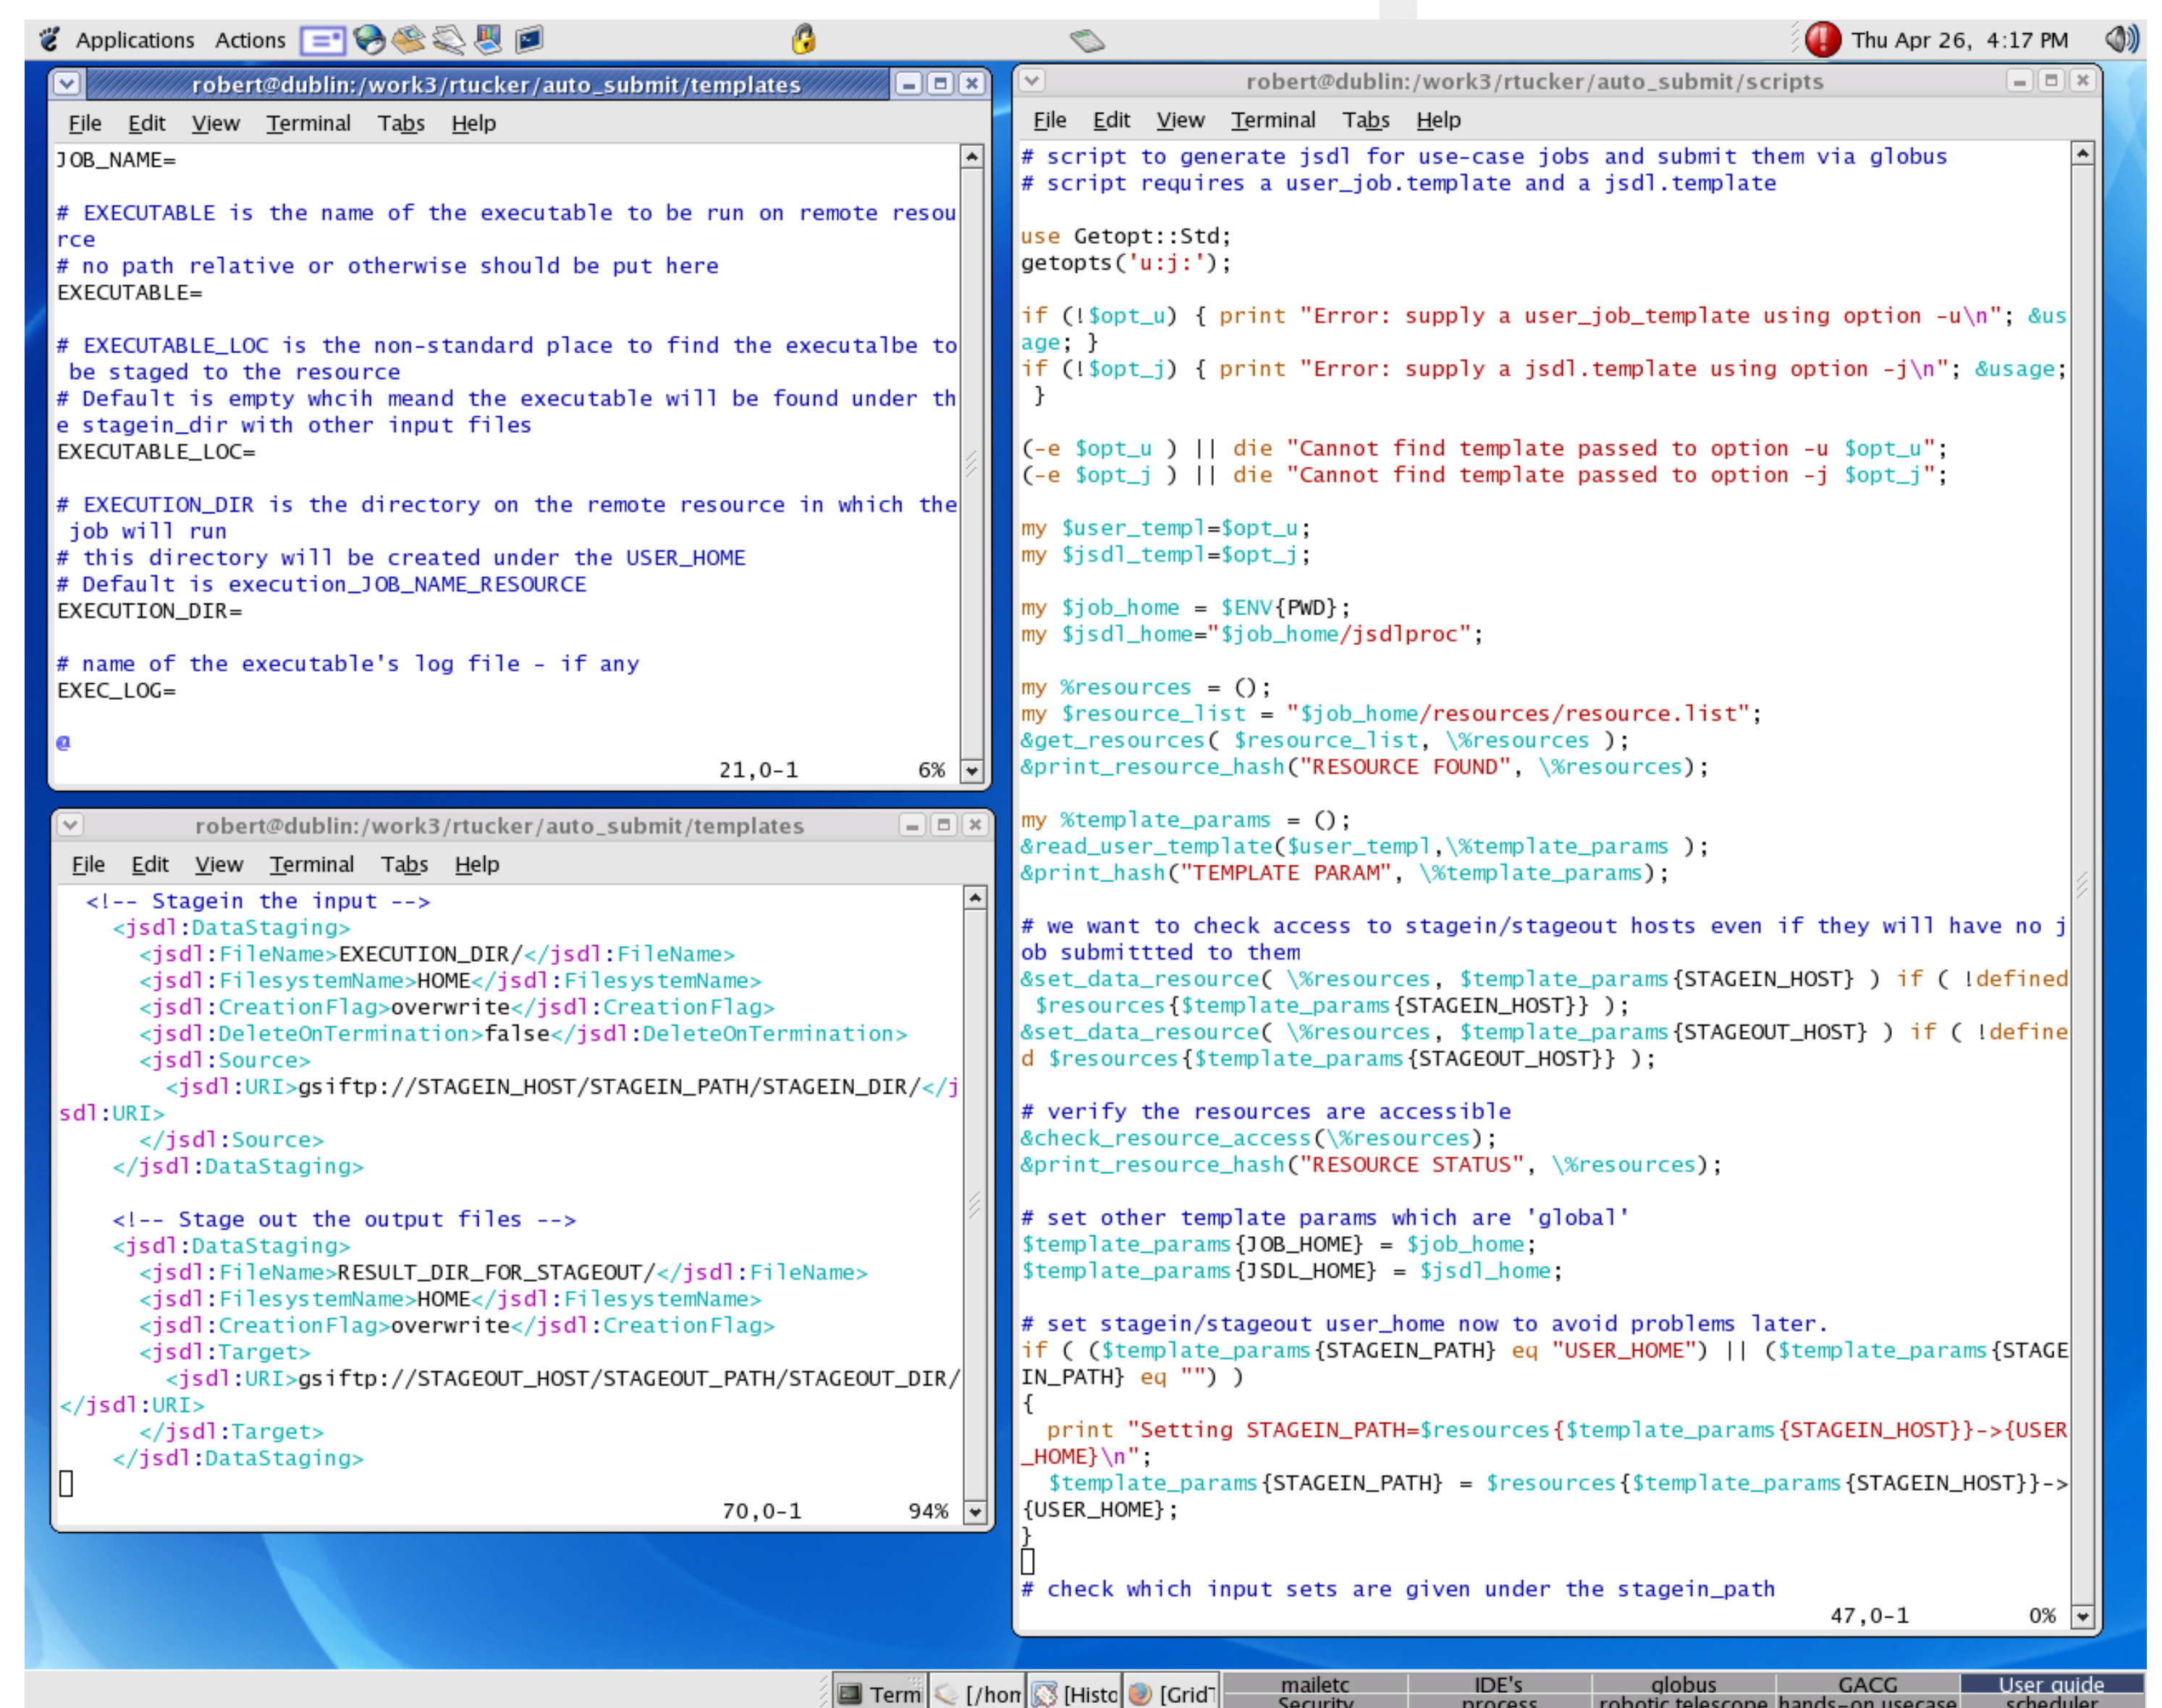 Applications Actions Thu Apr 26, 4:17 PM
robert@dublin:/work3/rtucker/auto_submit/templates
File Edit View Terminal Tabs Help
JOB_NAME=
# EXECUTABLE is the name of the executable to be run on remote resou
rce
# no path relative or otherwise should be put here
EXECUTABLE=
# EXECUTABLE_LOC is the non-standard place to find the executalbe to
 be staged to the resource
# Default is empty whcih meand the executable will be found under th
e stagein_dir with other input files
EXECUTABLE_LOC=
# EXECUTION_DIR is the directory on the remote resource in which the
 job will run
# this directory will be created under the USER_HOME
# Default is execution_JOB_NAME_RESOURCE
EXECUTION_DIR=
# name of the executable's log file - if any
EXEC_LOG=
@
21,0-1 6%
robert@dublin:/work3/rtucker/auto_submit/templates
File Edit View Terminal Tabs Help
<!-- Stagein the input -->
<jsdl:DataStaging>
<jsdl:FileName>EXECUTION_DIR/</jsdl:FileName>
<jsdl:FilesystemName>HOME</jsdl:FilesystemName>
<jsdl:CreationFlag>overwrite</jsdl:CreationFlag>
<jsdl:DeleteOnTermination>false</jsdl:DeleteOnTermination>
<jsdl:Source>
<jsdl:URI>gsiftp://STAGEIN_HOST/STAGEIN_PATH/STAGEIN_DIR/</j
sdl:URI>
</jsdl:Source>
</jsdl:DataStaging>
<!-- Stage out the output files -->
<jsdl:DataStaging>
<jsdl:FileName>RESULT_DIR_FOR_STAGEOUT/</jsdl:FileName>
<jsdl:FilesystemName>HOME</jsdl:FilesystemName>
<jsdl:CreationFlag>overwrite</jsdl:CreationFlag>
<jsdl:Target>
<jsdl:URI>gsiftp://STAGEOUT_HOST/STAGEOUT_PATH/STAGEOUT_DIR/
</jsdl:URI>
</jsdl:Target>
</jsdl:DataStaging>
70,0-1 94%
robert@dublin:/work3/rtucker/auto_submit/scripts
File Edit View Terminal Tabs Help
# script to generate jsdl for use-case jobs and submit them via globus
# script requires a user_job.template and a jsdl.template
use Getopt::Std;
getopts('u:j:');
if (!$opt_u) { print "Error: supply a user_job_template using option -u\n"; &us
age; }
if (!$opt_j) { print "Error: supply a jsdl.template using option -j\n"; &usage;
 }
(-e $opt_u ) || die "Cannot find template passed to option -u $opt_u";
(-e $opt_j ) || die "Cannot find template passed to option -j $opt_j";
my $user_templ=$opt_u;
my $jsdl_templ=$opt_j;
my $job_home = $ENV{PWD};
my $jsdl_home="$job_home/jsdlproc";
my %resources = ();
my $resource_list = "$job_home/resources/resource.list";
&get_resources( $resource_list, \%resources );
&print_resource_hash("RESOURCE FOUND", \%resources);
my %template_params = ();
&read_user_template($user_templ,\%template_params );
&print_hash("TEMPLATE PARAM", \%template_params);
# we want to check access to stagein/stageout hosts even if they will have no j
ob submittted to them
&set_data_resource( \%resources, $template_params{STAGEIN_HOST} ) if ( !defined
 $resources{$template_params{STAGEIN_HOST}} );
&set_data_resource( \%resources, $template_params{STAGEOUT_HOST} ) if ( !define
d $resources{$template_params{STAGEOUT_HOST}} );
# verify the resources are accessible
&check_resource_access(\%resources);
&print_resource_hash("RESOURCE STATUS", \%resources);
# set other template params which are 'global'
$template_params{JOB_HOME} = $job_home;
$template_params{JSDL_HOME} = $jsdl_home;
# set stagein/stageout user_home now to avoid problems later.
if ( ($template_params{STAGEIN_PATH} eq "USER_HOME") || ($template_params{STAGE
IN_PATH} eq "") )
{
print "Setting STAGEIN_PATH=$resources{$template_params{STAGEIN_HOST}}->{USER
_HOME}\n";
$template_params{STAGEIN_PATH} = $resources{$template_params{STAGEIN_HOST}}->
{USER_HOME};
}
# check which input sets are given under the stagein_path
47,0-1 0%
Term [/hom [Histo [GridT mailetc IDE's globus GACG User guide
Security process robotic telescope hands-on usecase scheduler